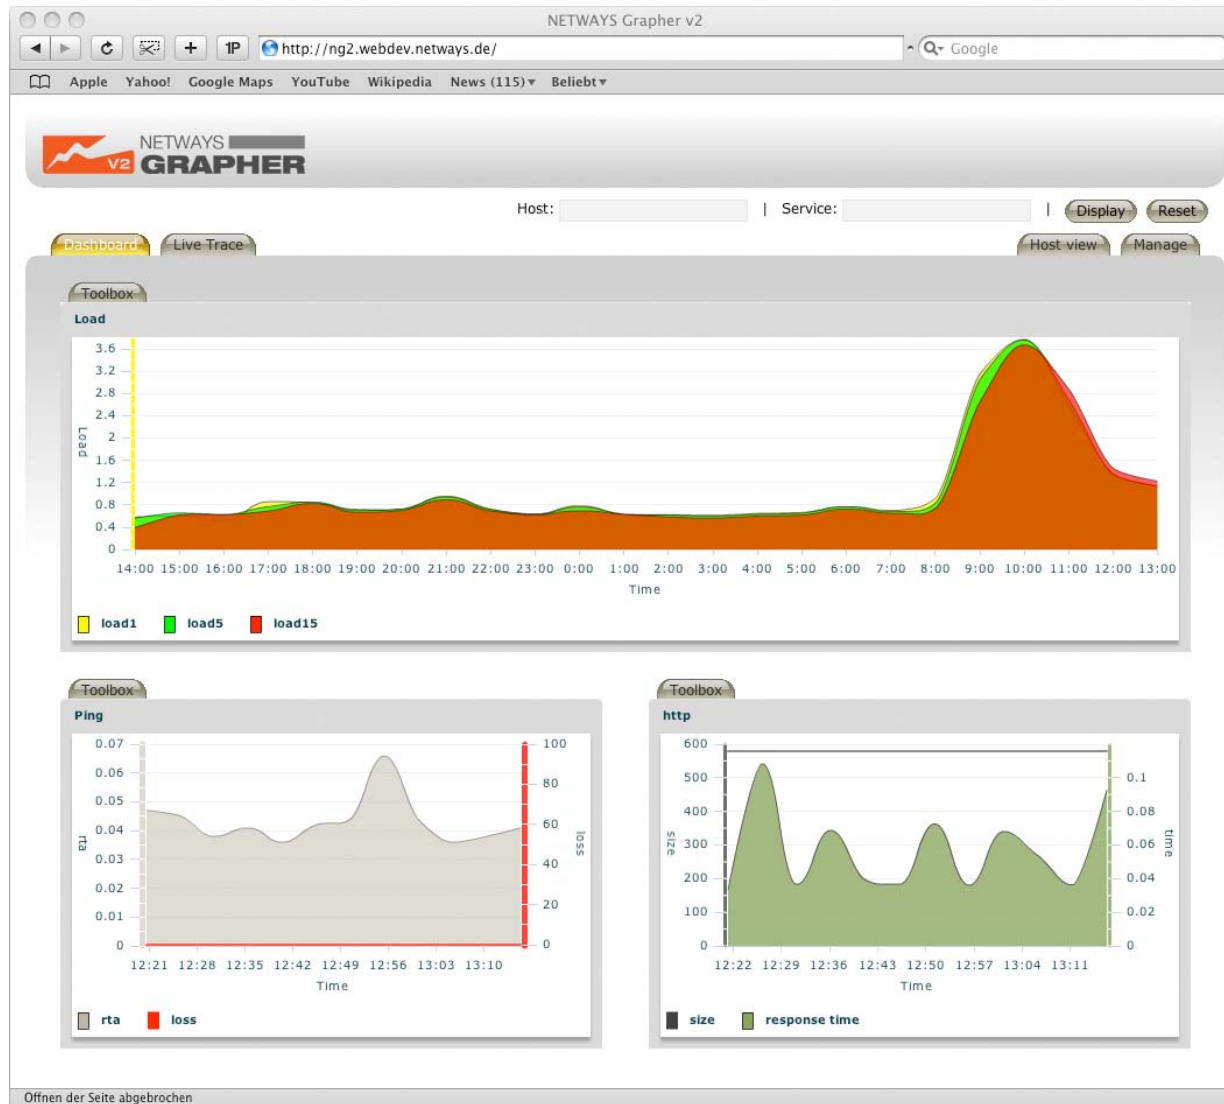 NETWAYS Grapher v2
1P http://ng2.webdev.netways.de/ Google
Apple Yahoo! Google Maps YouTube Wikipedia News (115) Beliebt
NETWAYS
V2 GRAPHER
Host: | Service: | Display Reset
Dashboard Live Trace Host view Manage
Toolbox
Load
3.6
3.2
2.8
2.4
2
1.6
1.2
0.8
0.4
0
Load
14:00 15:00 16:00 17:00 18:00 19:00 20:00 21:00 22:00 23:00 0:00 1:00 2:00 3:00 4:00 5:00 6:00 7:00 8:00 9:00 10:00 11:00 12:00 13:00
Time
load1 load5 load15
Toolbox
Ping
0.07
0.06
0.05
0.04
0.03
0.02
0.01
0
rta
100
80
60
40
20
0
loss
12:21 12:28 12:35 12:42 12:49 12:56 13:03 13:10
Time
rta loss
Toolbox
http
600
500
400
300
200
100
0
size
0.1
0.08
0.06
0.04
0.02
0
time
12:22 12:29 12:36 12:43 12:50 12:57 13:04 13:11
Time
size response time
Öffnen der Seite abgebrochen